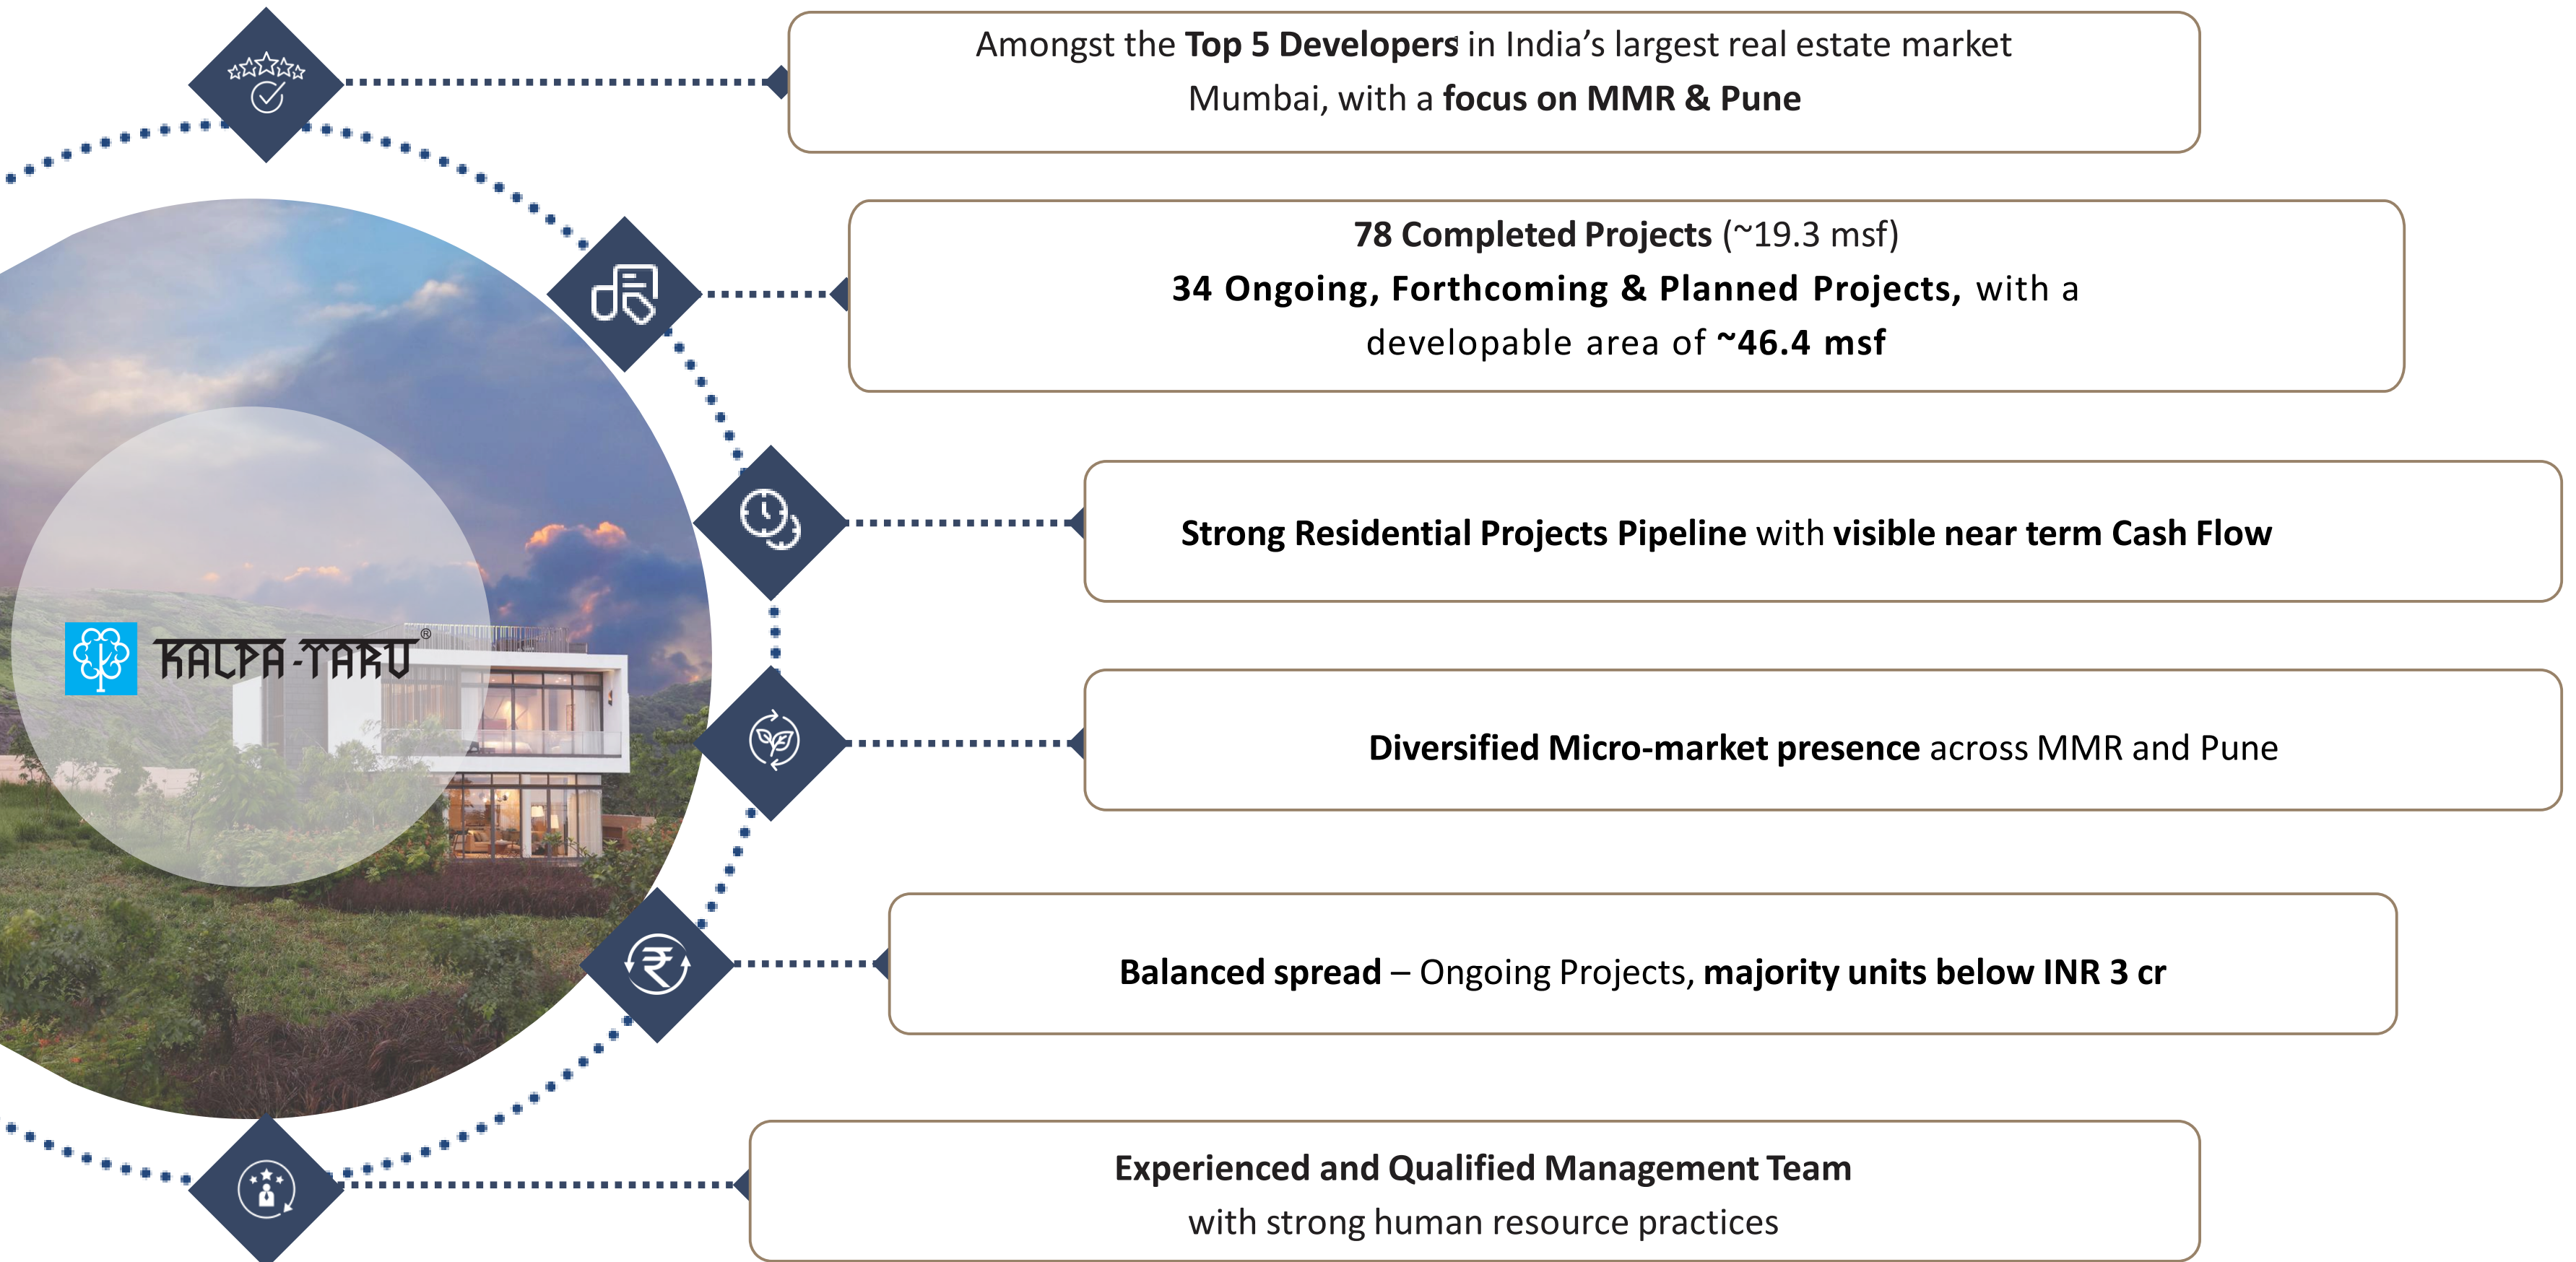 Amongst the Top 5 Developers in India’s largest real estate market
Mumbai, with a focus on MMR & Pune
78 Completed Projects (~19.3 msf)
34 Ongoing, Forthcoming & Planned Projects, with a
developable area of ~46.4 msf
Strong Residential Projects Pipeline with visible near term Cash Flow
KALPA-TARU®
Diversified Micro-market presence across MMR and Pune
Balanced spread – Ongoing Projects, majority units below INR 3 cr
Experienced and Qualified Management Team
with strong human resource practices